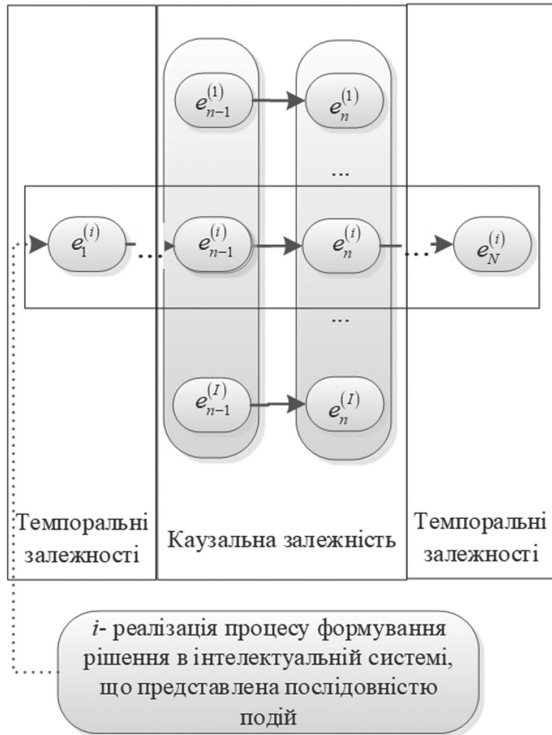 e_{n-1}^{(1)} e_n^{(1)}
...
e_1^{(i)} ... e_{n-1}^{(i)} e_n^{(i)} ... e_N^{(i)}
...
e_{n-1}^{(I)} e_n^{(I)}
Темпоральні залежності
Каузальна залежність
Темпоральні залежності
i- реалізація процесу формування
рішення в інтелектуальній системі,
що представлена послідовністю
подій